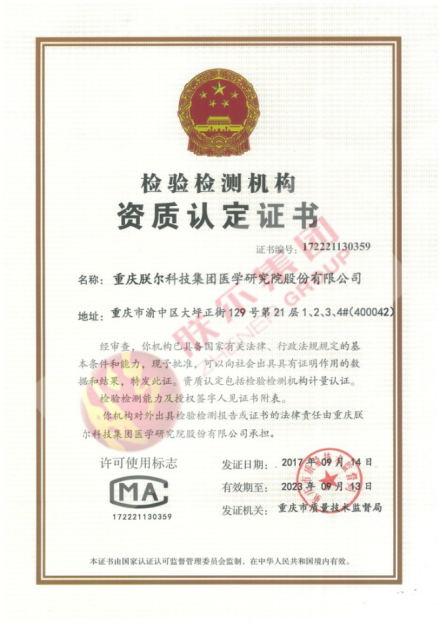 检验检测机构
资质认定证书
证书编号：172221130359
名称：重庆联尔科技集团医学研究院股份有限公司
地址：重庆市渝中区大坪正街129号第21层1、2、3、4#(400042)
经审查，你机构已具备国家有关法律、行政法规规定的基
本条件和能力，现予批准，可以向社会出具具有证明作用的数
据和结果，特发此证。资质认定包括检验检测机构计量认证。
检验检测能力及授权签字人见证书附表。
你机构对外出具检验检测报告或证书的法律责任由重庆联
尔科技集团医学研究院股份有限公司承担。
许可使用标志
MA
172221130359
发证日期：2017年09月14日
有效期至：2023年09月13日
发证机关：重庆市质量技术监督局
本证书由国家认证认可监督管理委员会监制，在中华人民共和国境内有效。
GROUP